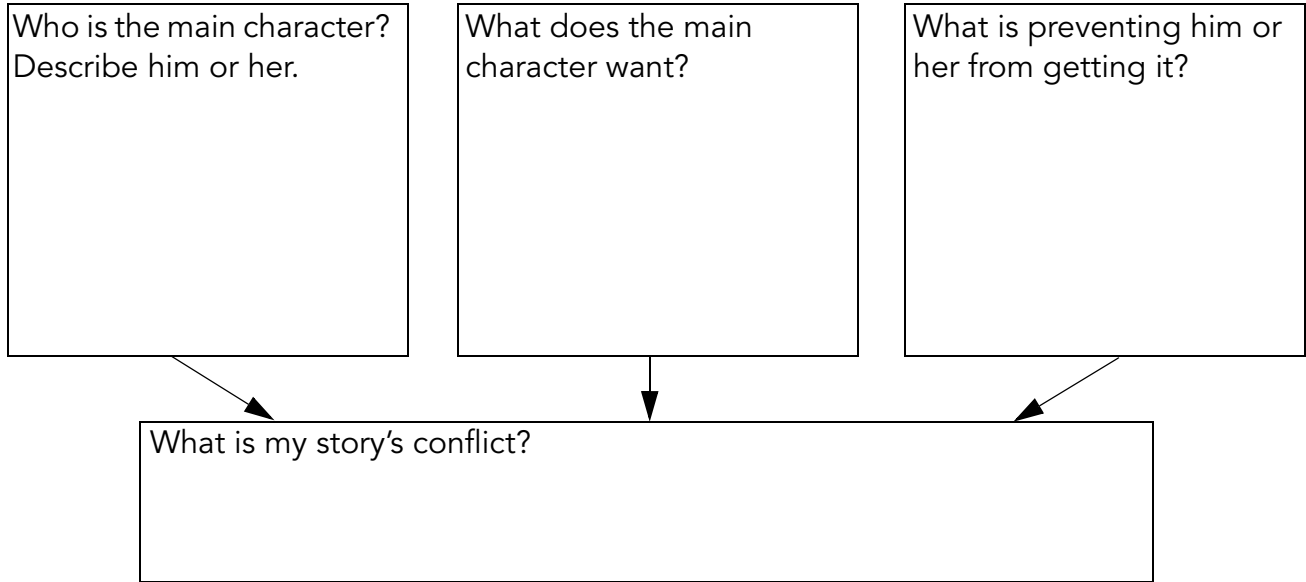 Who is the main character?
Describe him or her.
What does the main
character want?
What is preventing him or
her from getting it?
What is my story’s conflict?